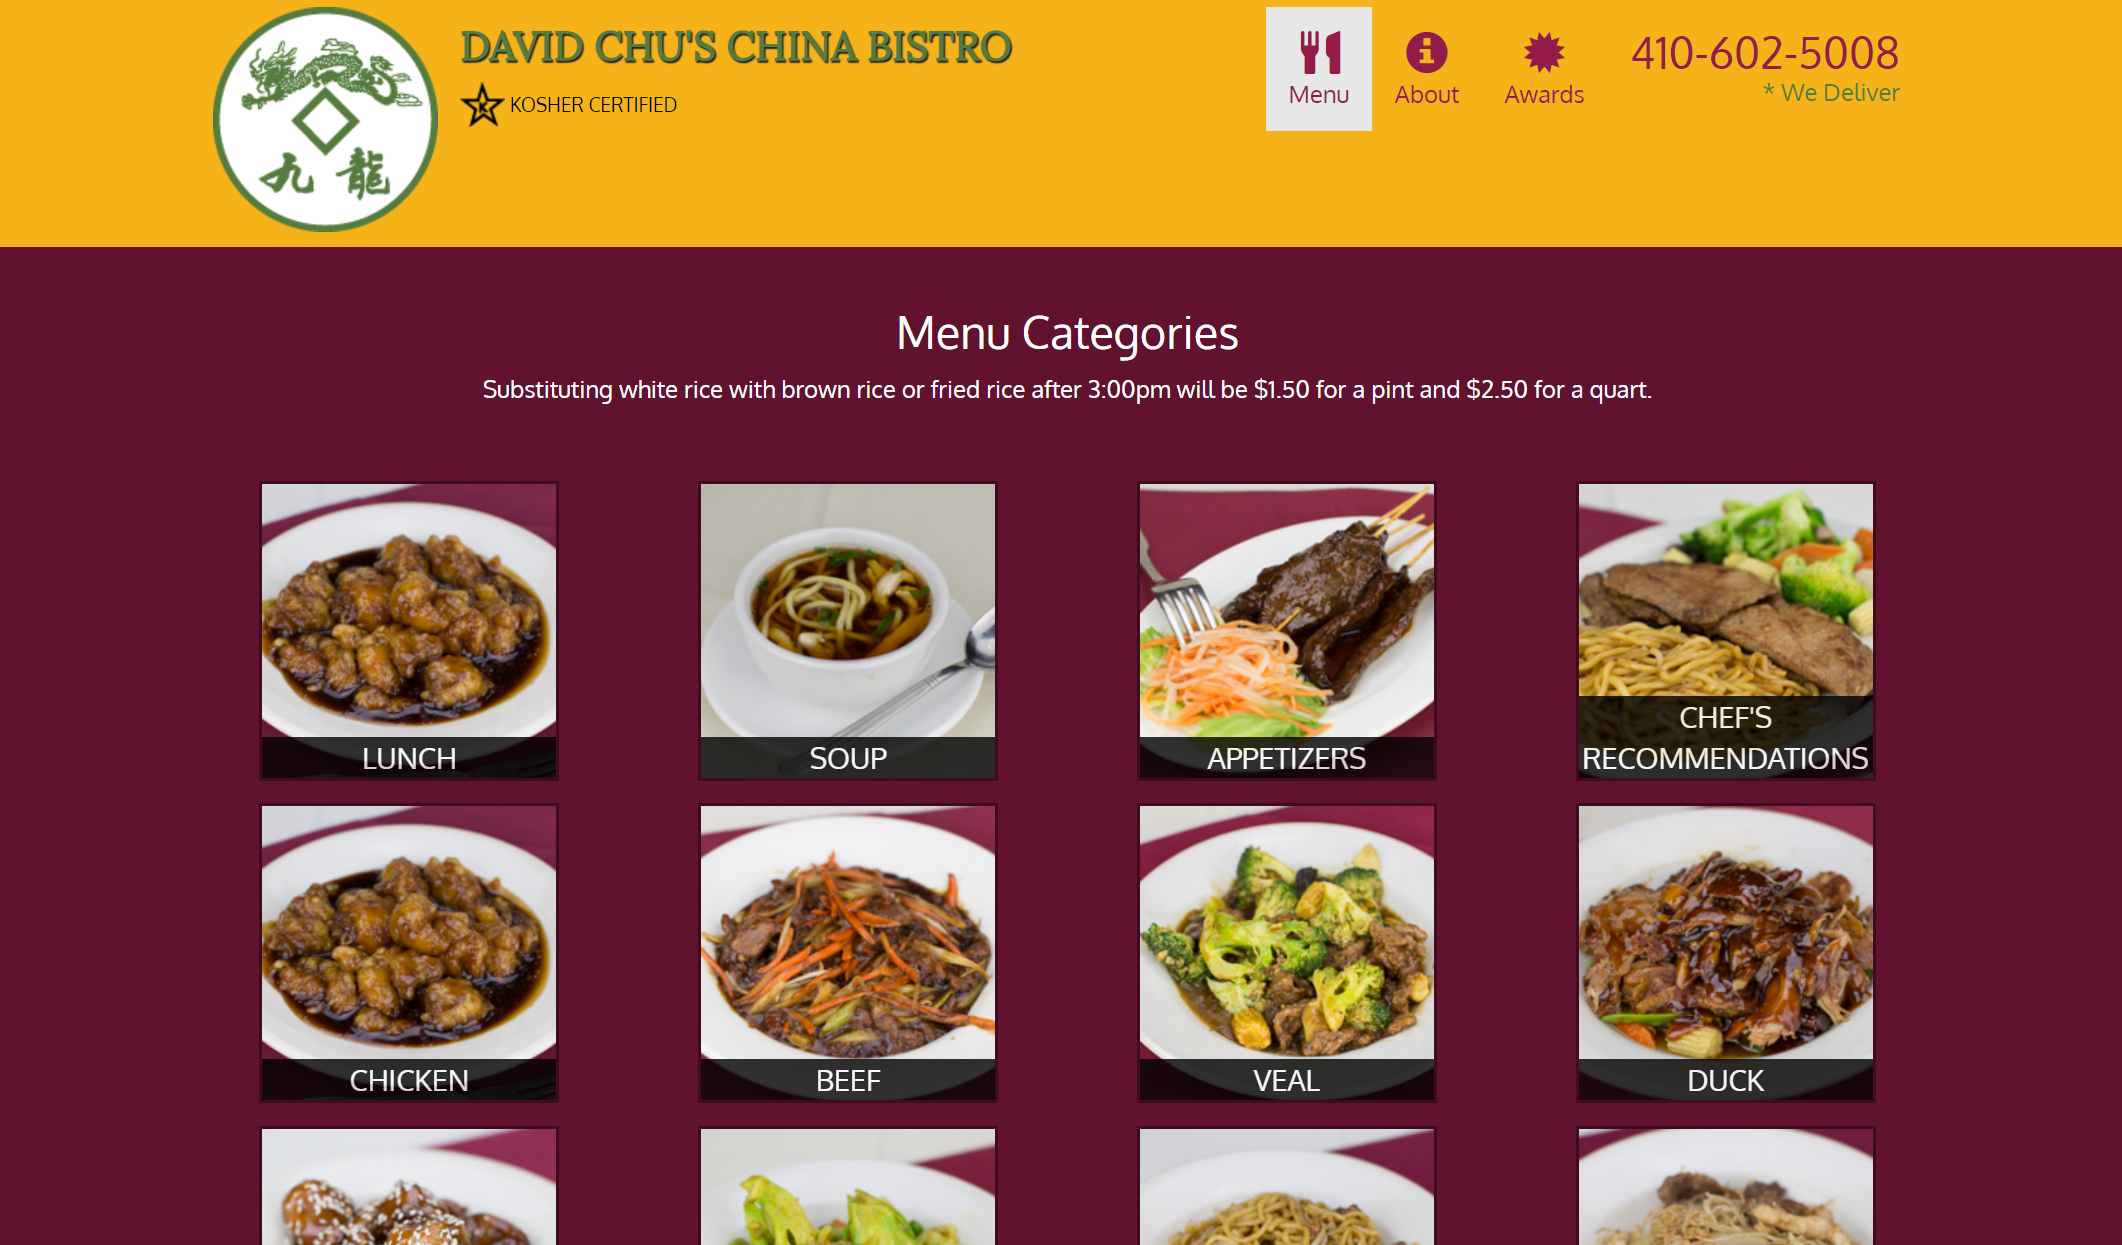 DAVID CHU'S CHINA BISTRO
K
KOSHER CERTIFIED
九龍
Menu
About
Awards
410-602-5008
* We Deliver
Menu Categories
Substituting white rice with brown rice or fried rice after 3:00pm will be $1.50 for a pint and $2.50 for a quart.
LUNCH
SOUP
APPETIZERS
CHEF'S
RECOMMENDATIONS
CHICKEN
BEEF
VEAL
DUCK